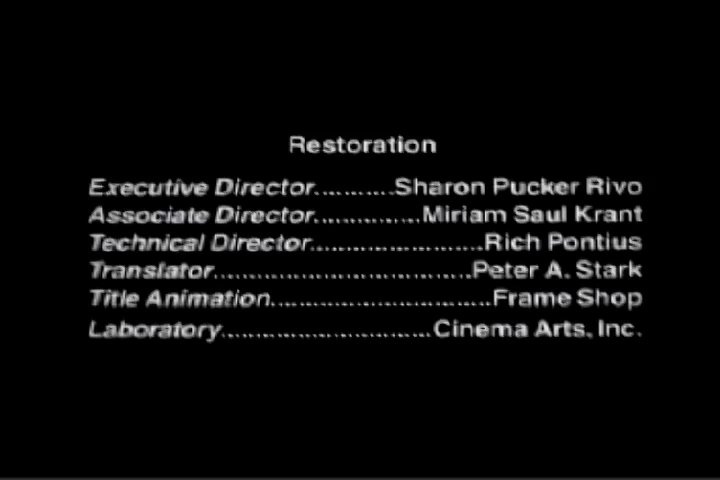 Restoration
Executive Director...........Sharon Pucker Rivo
Associate Director..............Miriam Saul Krant
Technical Director.......................Rich Pontius
Translator..................................Peter A. Stark
Title Animation.............................Frame Shop
Laboratory............................Cinema Arts, Inc.